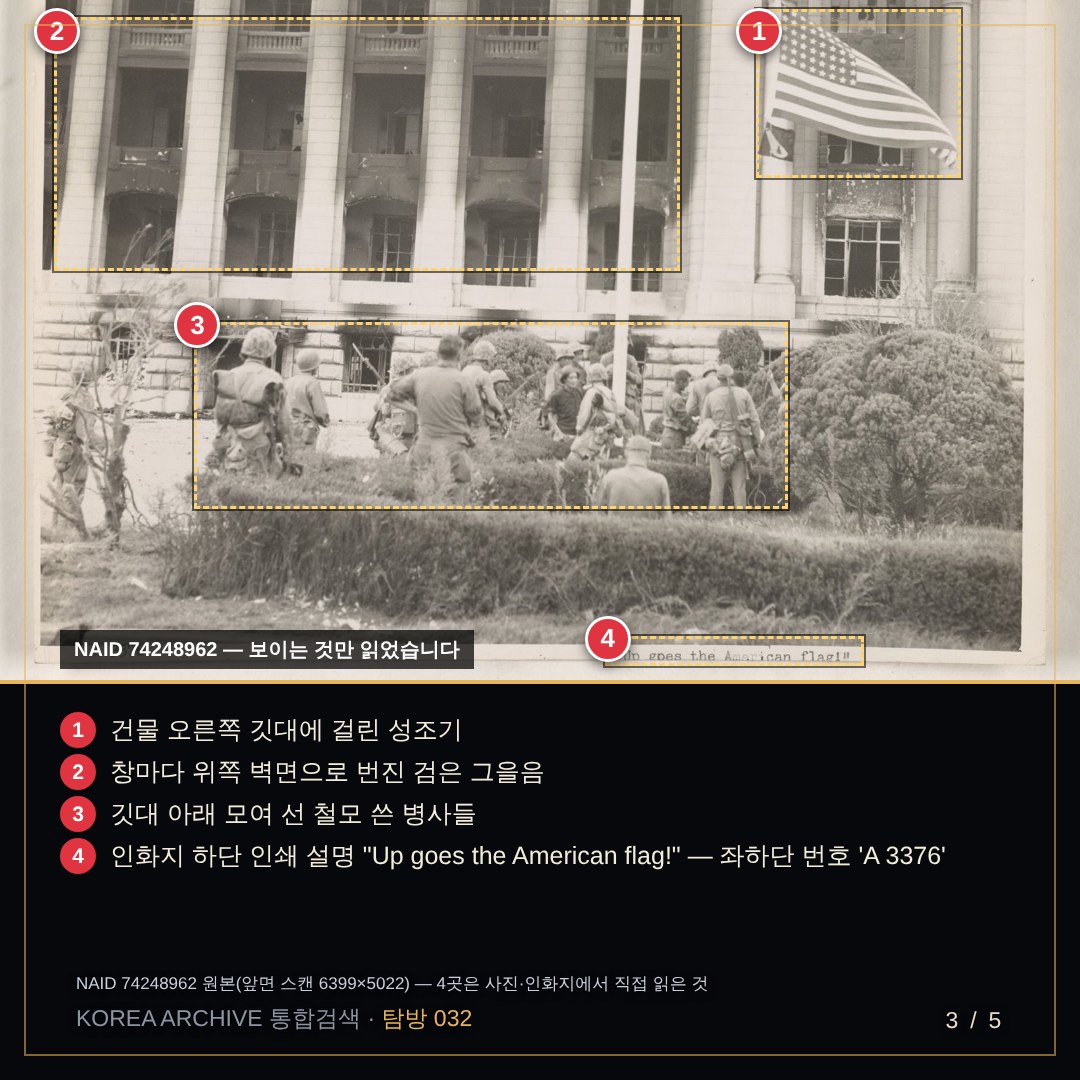 2
1
3
4
Up goes the American flag!"
NAID 74248962 — 보이는 것만 읽었습니다
1 건물 오른쪽 깃대에 걸린 성조기
2 창마다 위쪽 벽면으로 번진 검은 그을음
3 깃대 아래 모여 선 철모 쓴 병사들
4 인화지 하단 인쇄 설명 "Up goes the American flag!" — 좌하단 번호 'A 3376'
NAID 74248962 원본(앞면 스캔 6399×5022) — 4곳은 사진·인화지에서 직접 읽은 것
KOREA ARCHIVE 통합검색 · 탐방 032
3 / 5